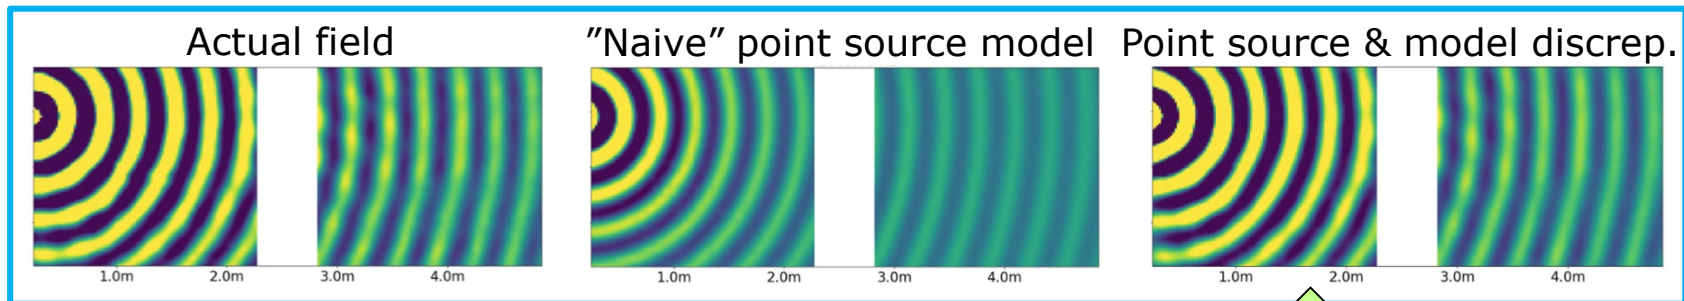 Actual field
”Naive” point source model
Point source & model discrep.
1.0m 2.0m 3.0m 4.0m
1.0m 2.0m 3.0m 4.0m
1.0m 2.0m 3.0m 4.0m